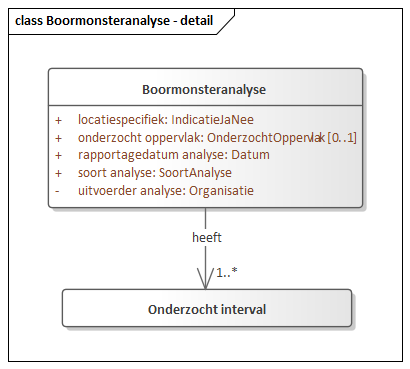 class Boormonsteranalyse - detail
Boormonsteranalyse
+ locatiespecifiek: IndicatieJaNee
+ onderzocht oppervlak: OnderzochtOppervlak [0..1]
+ rapportagedatum analyse: Datum
+ soort analyse: SoortAnalyse
- uitvoerder analyse: Organisatie
heeft
1..*
Onderzocht interval